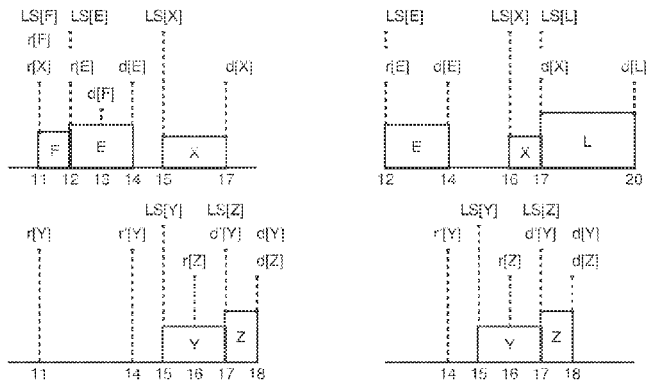 LS[F] LS[E] LS[X]
r[F]
r[X] r[E] d[E] d[X]
d[F]
F E X
11 12 13 14 15 17
LS[E] LS[X] LS[L]
r[E] d[E] d[X] d[L]
E X L
12 14 16 17 20
LS[Y] LS[Z]
r[Y] r'[Y] d'[Y] d[Y]
r[Z] d[Z]
Y Z
11 14 15 16 17 18
LS[Y] LS[Z]
r'[Y] d'[Y] d[Y]
r[Z] d[Z]
Y Z
14 15 16 17 18